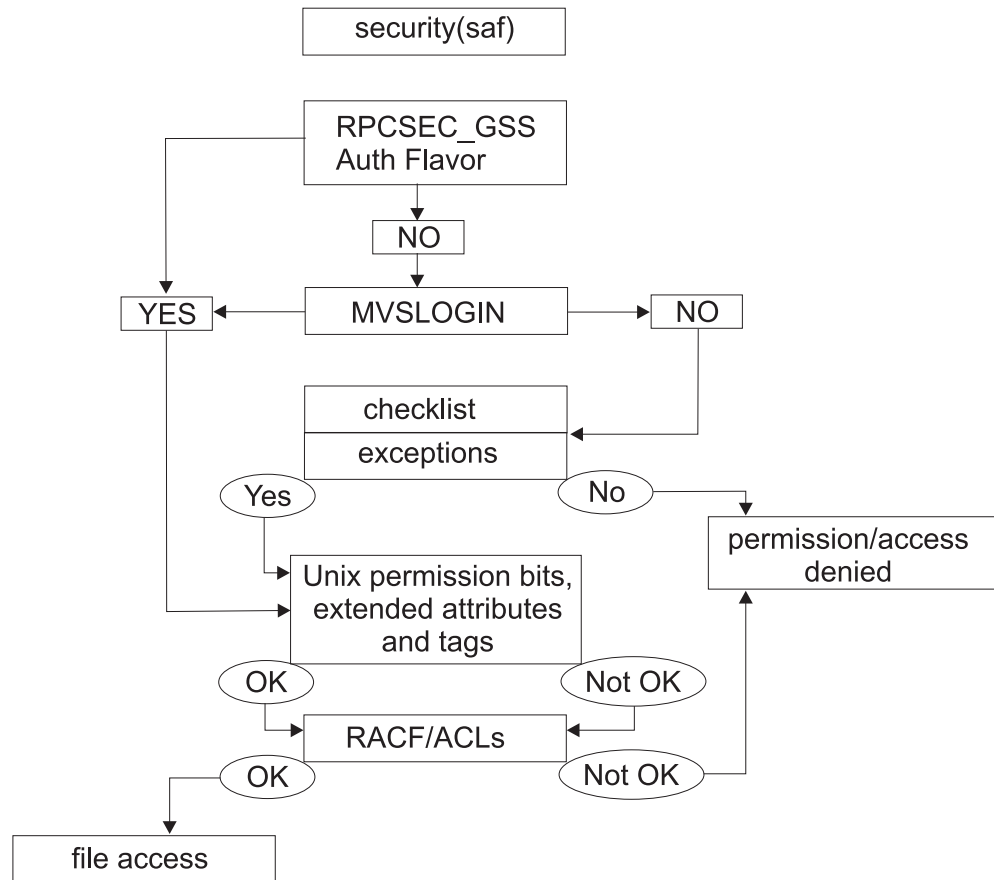 security(saf)
RPCSEC_GSS
Auth Flavor
NO
YES
MVSLOGIN
NO
checklist
exceptions
Yes
No
permission/access
denied
Unix permission bits,
extended attributes
and tags
OK
Not OK
RACF/ACLs
OK
Not OK
file access